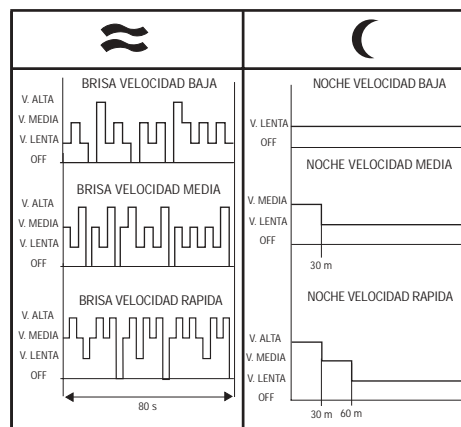 BRISA VELOCIDAD BAJA
V. ALTA
V. MEDIA
V. LENTA
OFF
BRISA VELOCIDAD MEDIA
V. ALTA
V. MEDIA
V. LENTA
OFF
BRISA VELOCIDAD RAPIDA
V. ALTA
V. MEDIA
V. LENTA
OFF
80 s
NOCHE VELOCIDAD BAJA
V. LENTA
OFF
NOCHE VELOCIDAD MEDIA
V. MEDIA
V. LENTA
OFF
30 m
NOCHE VELOCIDAD RAPIDA
V. ALTA
V. MEDIA
V. LENTA
OFF
30 m 60 m